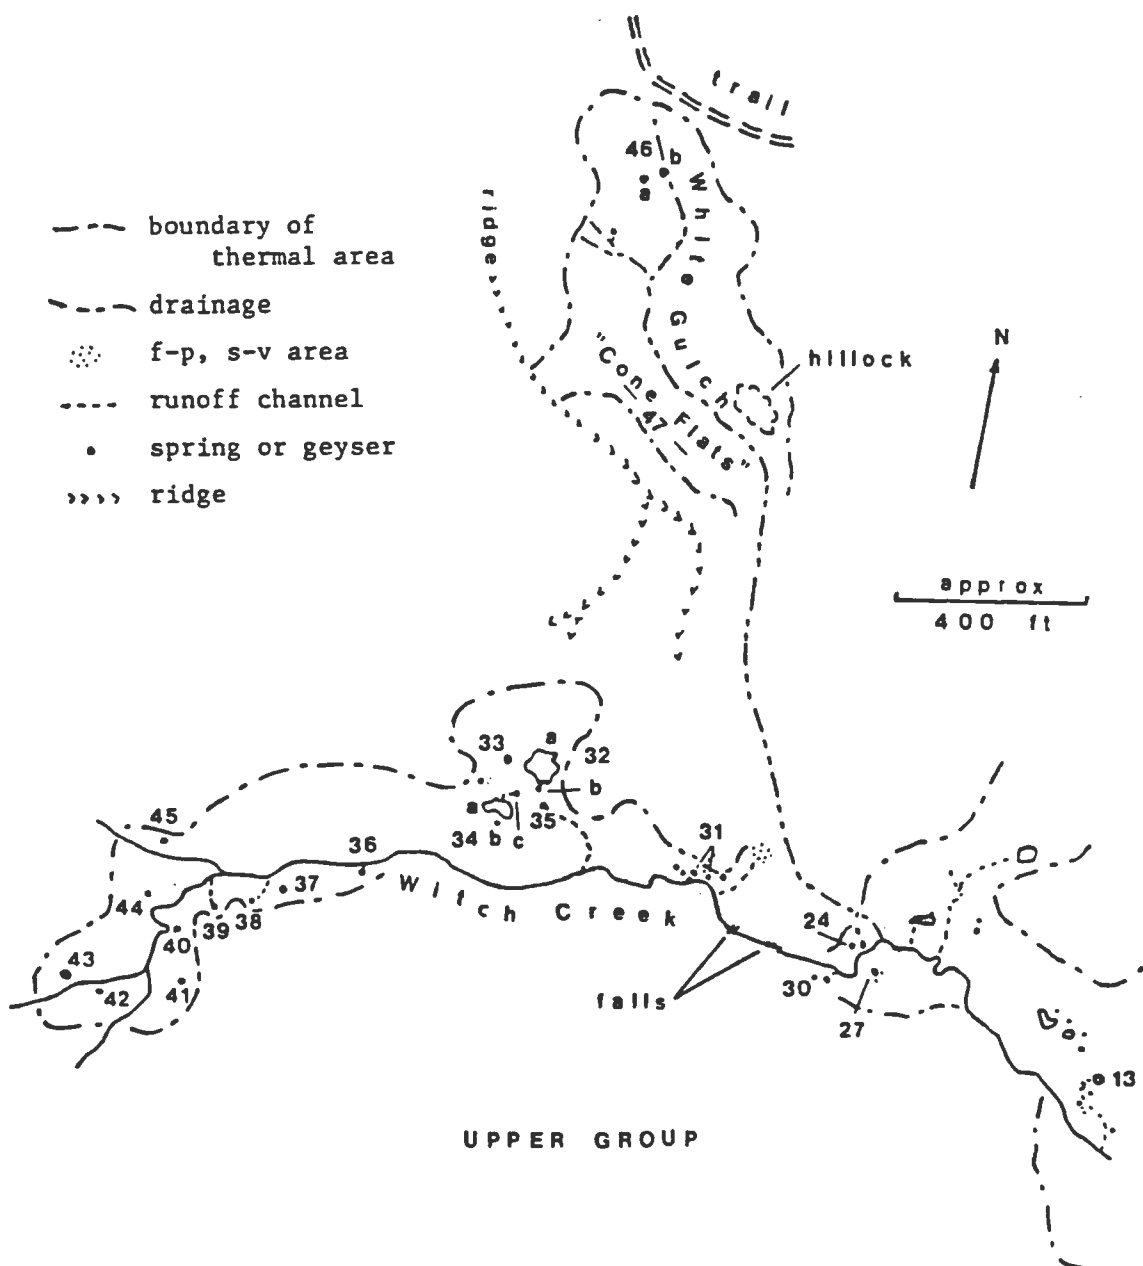 trail
46
b
a
White Gulch
ridge
boundary of
thermal area
drainage
f-p, s-v area
runoff channel
spring or geyser
ridge
"Cone Flats"
47
hillock
N
approx
400 ft
33
a
32
b
a
34
b
c
35
31
45
36
37
38
39
44
40
43
42
41
Witch Creek
24
30
falls
27
13
UPPER GROUP